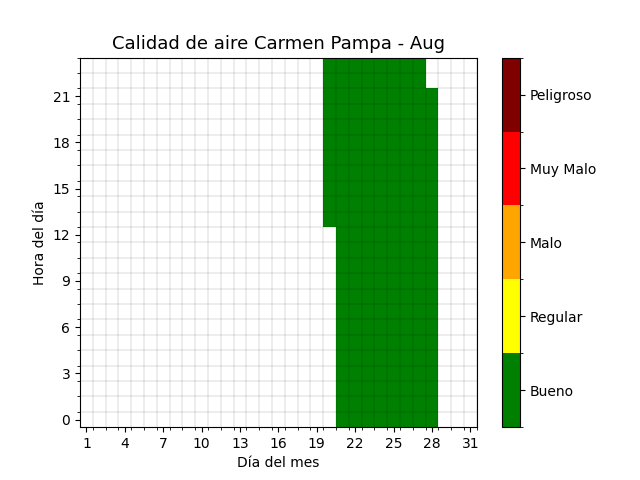 Calidad de aire Carmen Pampa - Aug
Peligroso
Muy Malo
Malo
Regular
Bueno
Hora del día
21
18
15
12
9
6
3
0
1 4 7 10 13 16 19 22 25 28 31
Día del mes